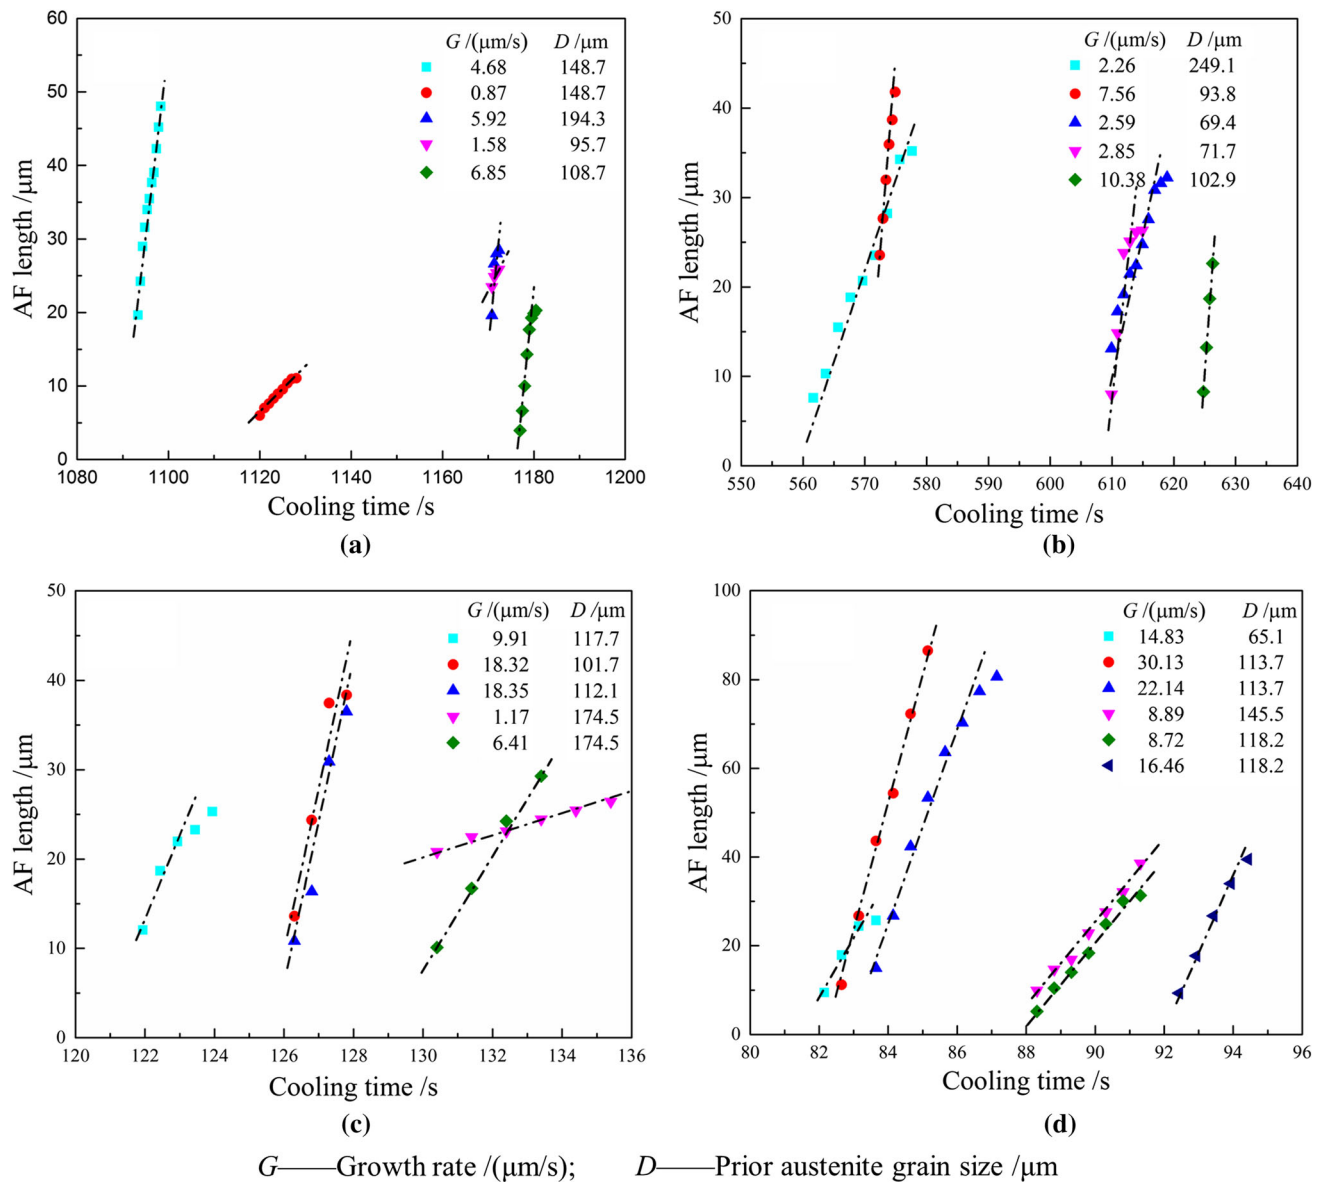 (a)
G /(μm/s) D /μm
4.68 148.7
0.87 148.7
5.92 194.3
1.58 95.7
6.85 108.7
60
50
40
30
20
10
0
AF length /μm
1080 1100 1120 1140 1160 1180 1200
Cooling time /s
(a)
G /(μm/s) D /μm
2.26 249.1
7.56 93.8
2.59 69.4
2.85 71.7
10.38 102.9
50
40
30
20
10
0
AF length /μm
550 560 570 580 590 600 610 620 630 640
Cooling time /s
(b)
G /(μm/s) D /μm
9.91 117.7
18.32 101.7
18.35 112.1
1.17 174.5
6.41 174.5
50
40
30
20
10
0
AF length /μm
120 122 124 126 128 130 132 134 136
Cooling time /s
(c)
G /(μm/s) D /μm
14.83 65.1
30.13 113.7
22.14 113.7
8.89 145.5
8.72 118.2
16.46 118.2
100
80
60
40
20
0
AF length /μm
80 82 84 86 88 90 92 94 96
Cooling time /s
(d)
G——Growth rate /(μm/s); D——Prior austenite grain size /μm